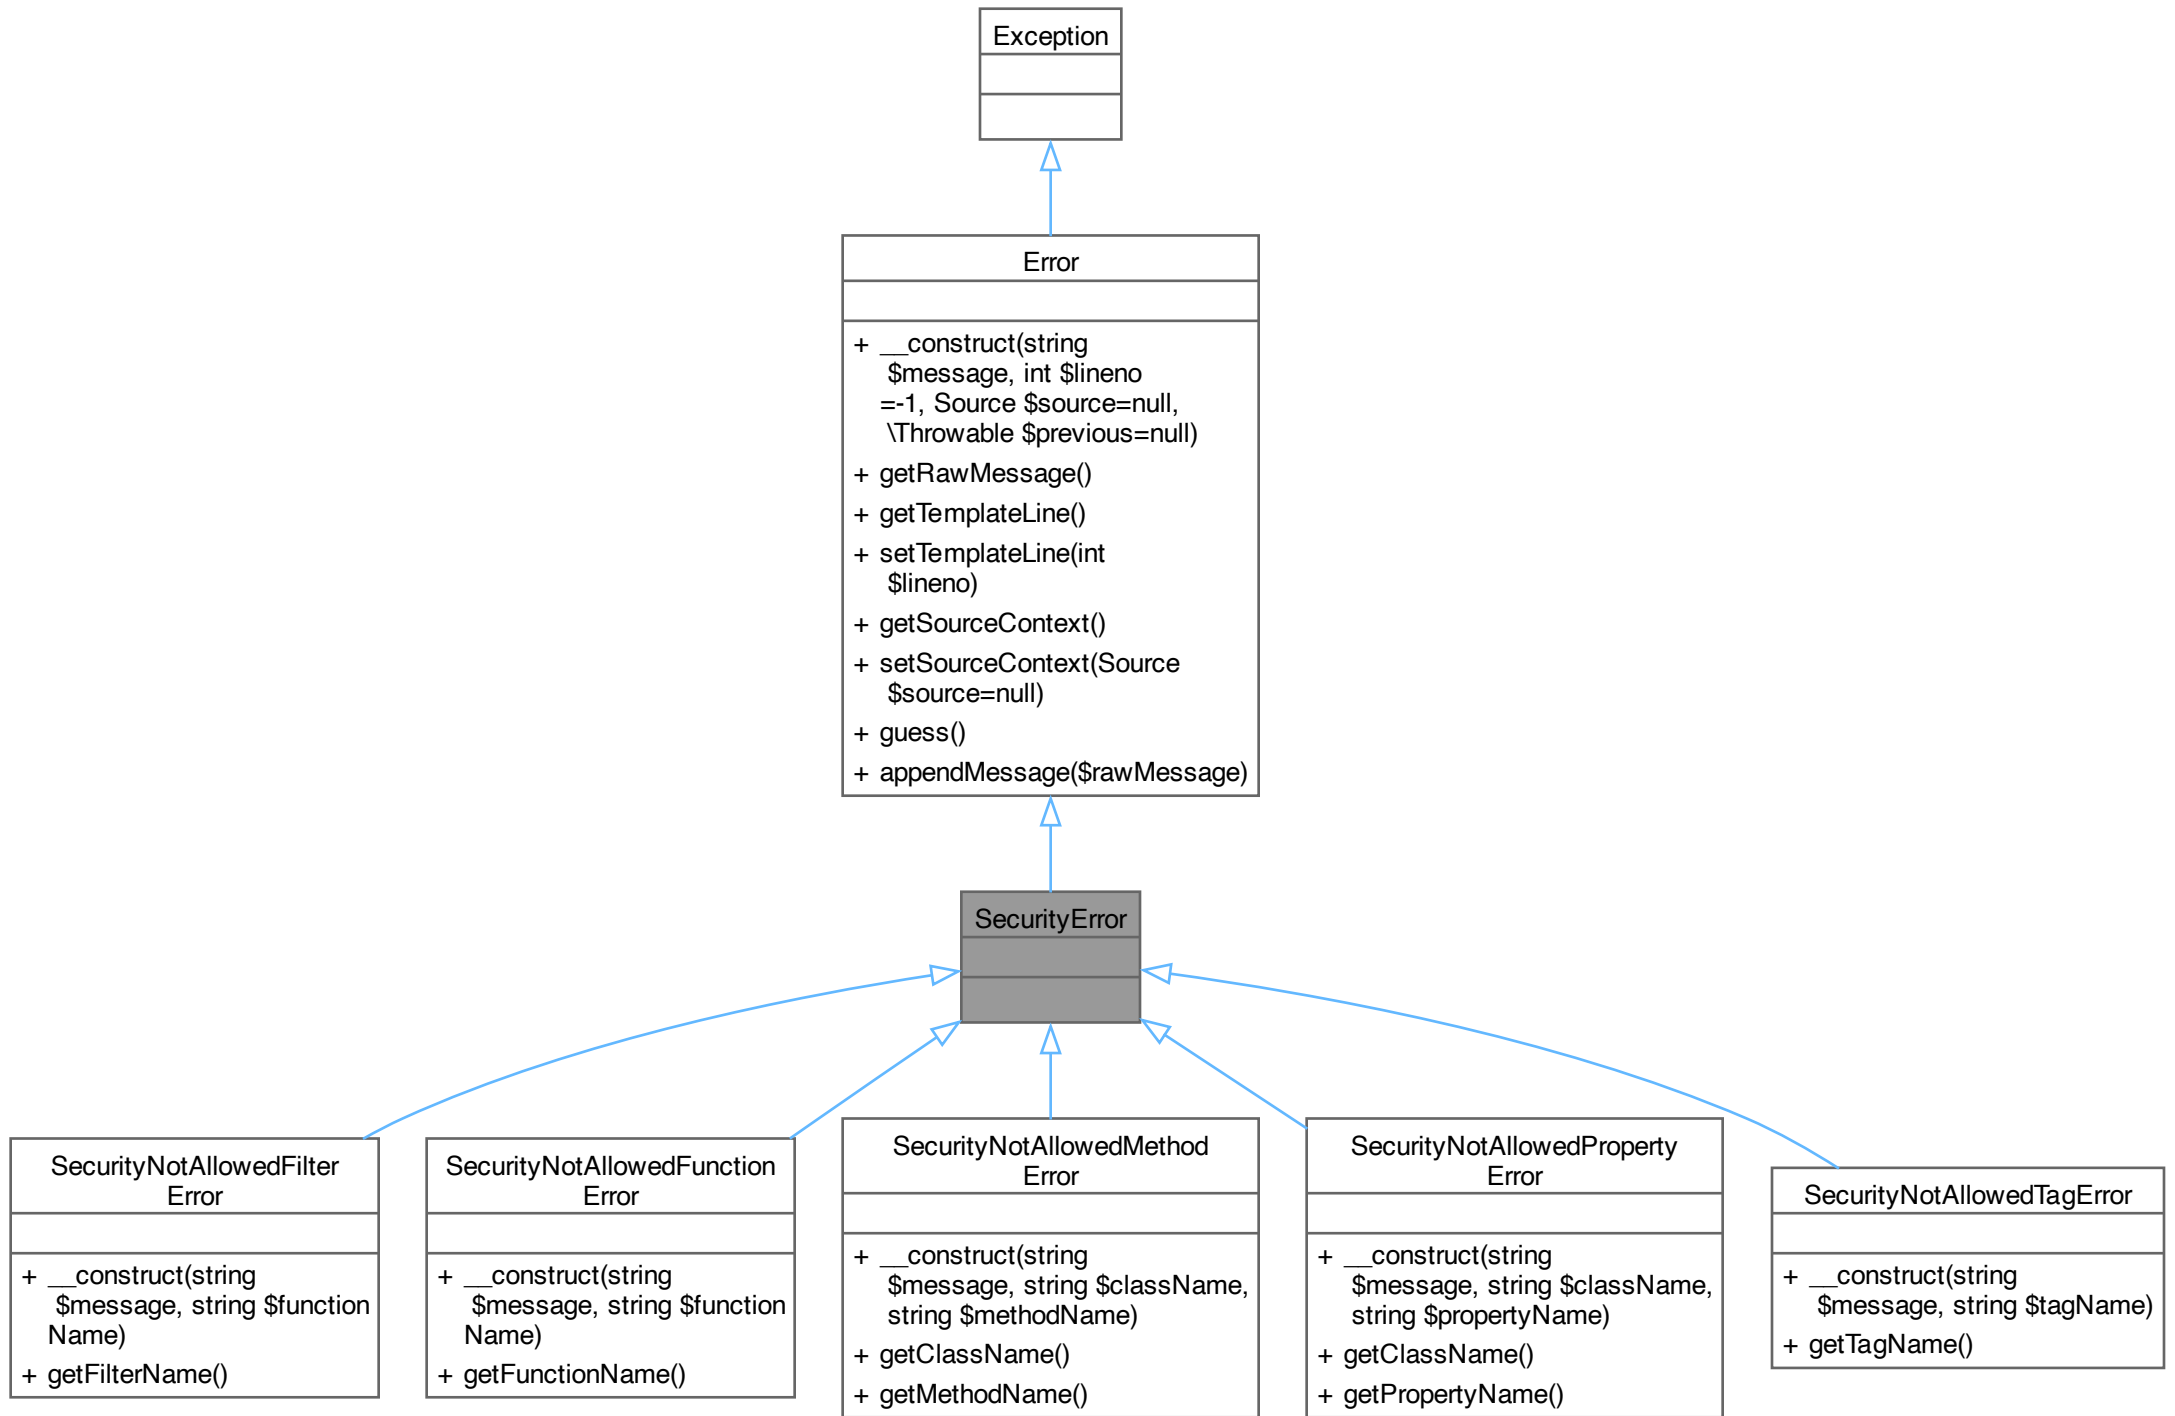 Exception
Error
+ __construct(string
$message, int $lineno
=-1, Source $source=null,
\Throwable $previous=null)
+ getRawMessage()
+ getTemplateLine()
+ setTemplateLine(int
$lineno)
+ getSourceContext()
+ setSourceContext(Source
$source=null)
+ guess()
+ appendMessage($rawMessage)
SecurityError
SecurityNotAllowedFilter
Error
+ __construct(string
$message, string $function
Name)
+ getFilterName()
SecurityNotAllowedFunction
Error
+ __construct(string
$message, string $function
Name)
+ getFunctionName()
SecurityNotAllowedMethod
Error
+ __construct(string
$message, string $className,
string $methodName)
+ getClassName()
+ getMethodName()
SecurityNotAllowedProperty
Error
+ __construct(string
$message, string $className,
string $propertyName)
+ getClassName()
+ getPropertyName()
SecurityNotAllowedTagError
+ __construct(string
$message, string $tagName)
+ getTagName()